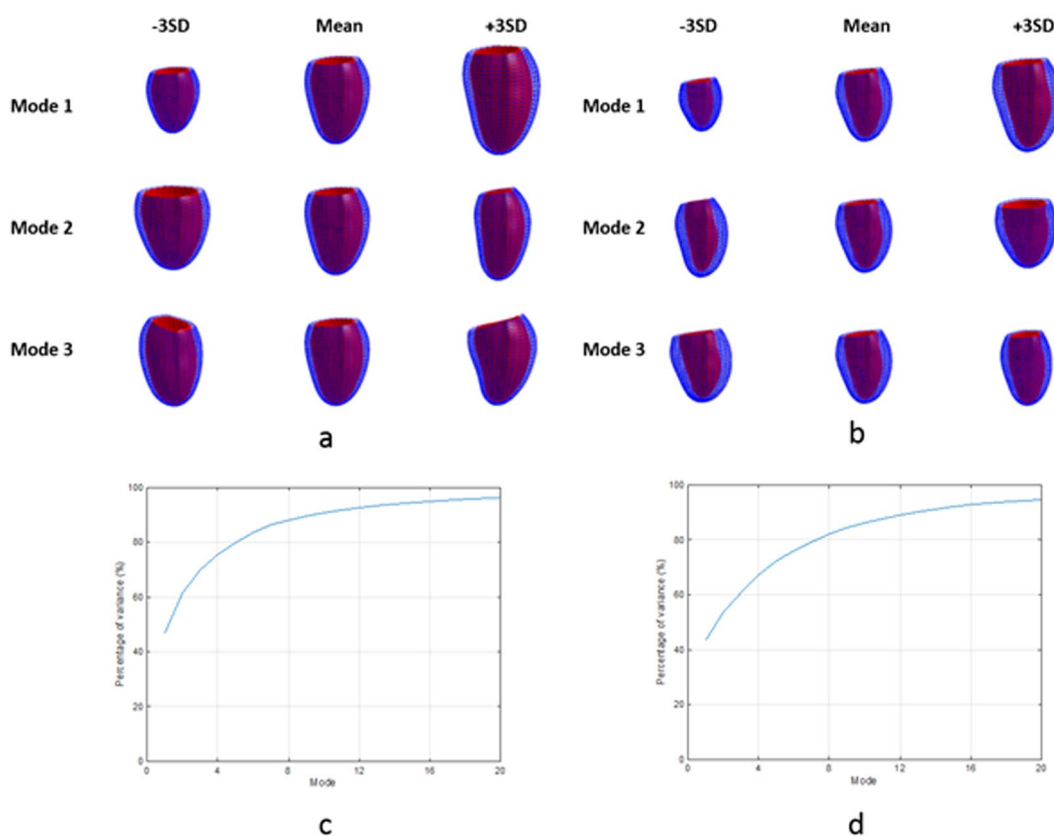 -3SD Mean +3SD
Mode 1
Mode 2
Mode 3
a
-3SD Mean +3SD
Mode 1
Mode 2
Mode 3
b
Percentage of variance (%)
100
80
60
40
20
0
0 4 8 12 16 20
Mode
c
Percentage of variance (%)
100
80
60
40
20
0
0 4 8 12 16 20
Mode
d